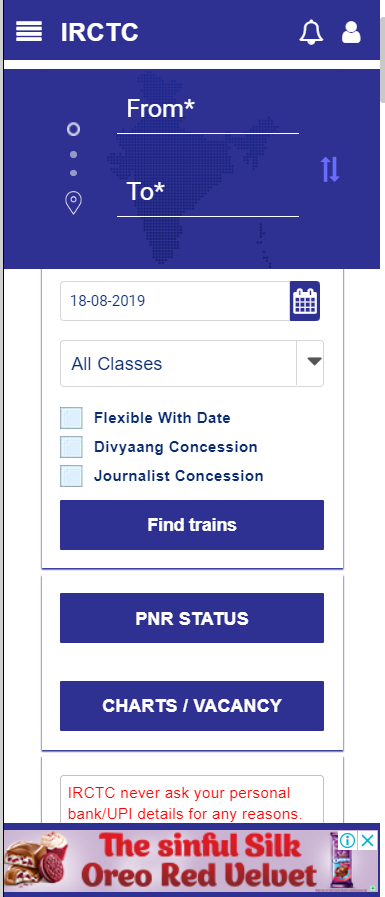 IRCTC
From*
To*
18-08-2019
All Classes
Flexible With Date
Divyaang Concession
Journalist Concession
Find trains
PNR STATUS
CHARTS / VACANCY
IRCTC never ask your personal
bank/UPI details for any reasons.
The sinful Silk
Oreo Red Velvet